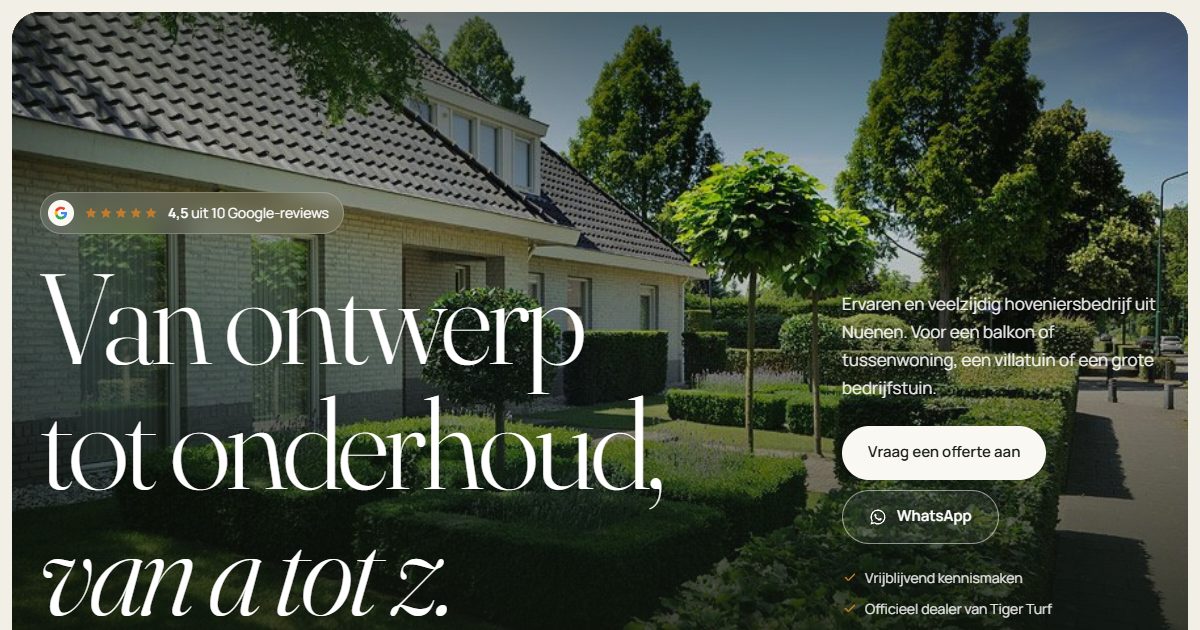 4,5 uit 10 Google-reviews
Van ontwerp
tot onderhoud,
van a tot z.
Ervaren en veelzijdig hoveniersbedrijf uit
Nuenen. Voor een balkon of
tussenwoning, een villatuin of een grote
bedrijfstuin.
Vraag een offerte aan
WhatsApp
Vrijblijvend kennismaken
Officieel dealer van Tiger Turf